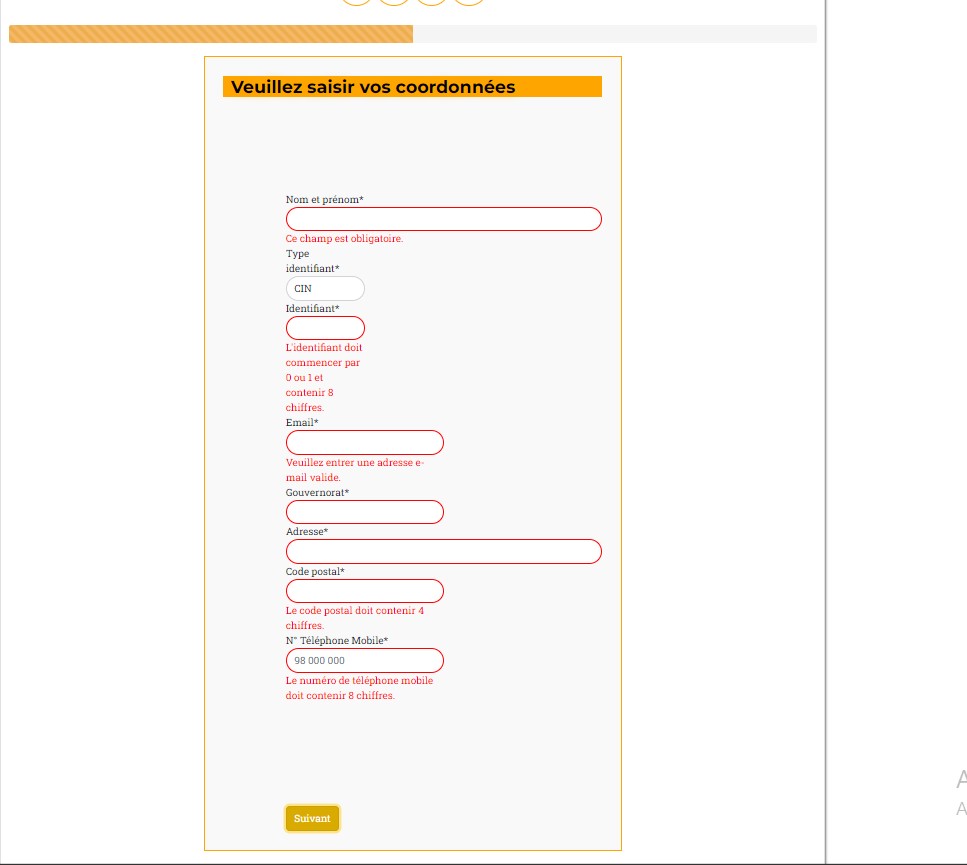 Veuillez saisir vos coordonnées
Nom et prénom*
Ce champ est obligatoire.
Type
identifiant*
CIN
Identifiant*
L'identifiant doit
commencer par
0 ou 1 et
contenir 8
chiffres.
Email*
Veuillez entrer une adresse e-
mail valide.
Gouvernorat*
Adresse*
Code postal*
Le code postal doit contenir 4
chiffres.
N° Téléphone Mobile*
98 000 000
Le numéro de téléphone mobile
doit contenir 8 chiffres.
Suivant
A
A